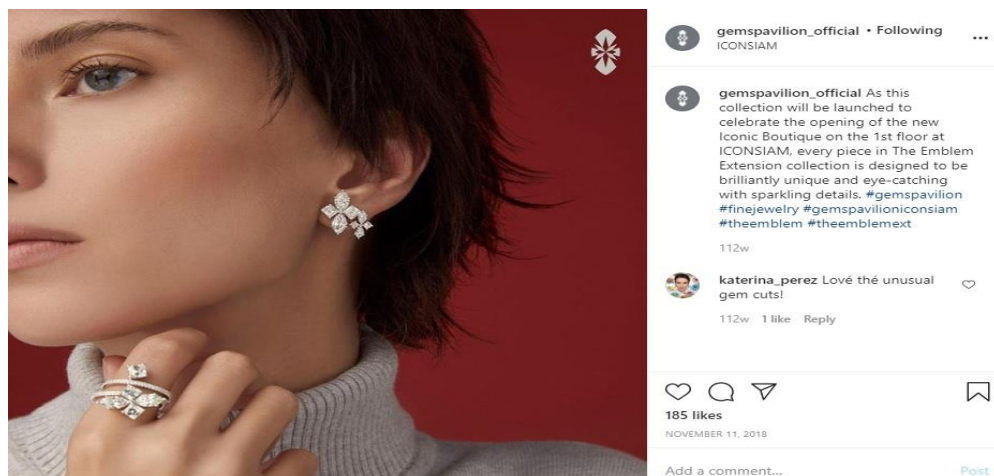 gemspavilion_official • Following
ICONSIAM
gemspavilion_official As this
collection will be launched to
celebrate the opening of the new
Iconic Boutique on the 1st floor at
ICONSIAM, every piece in The Emblem
Extension collection is designed to be
brilliantly unique and eye-catching
with sparkling details. #gemspavilion
#finejewelry #gemspavilioniconsiam
#theemblem #theemblemext
112w
katerina_perez Lové thé unusual
gem cuts!
112w 1 like Reply
185 likes
NOVEMBER 11, 2018
Add a comment... Post